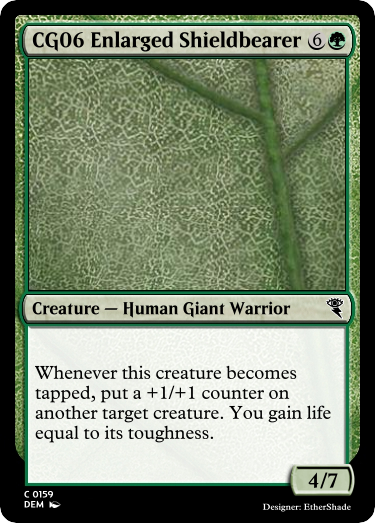 CG06 Enlarged Shieldbearer 6
Creature — Human Giant Warrior
Whenever this creature becomes
tapped, put a +1/+1 counter on
another target creature. You gain life
equal to its toughness.
4/7
C 0159
DEM
Designer: EtherShade